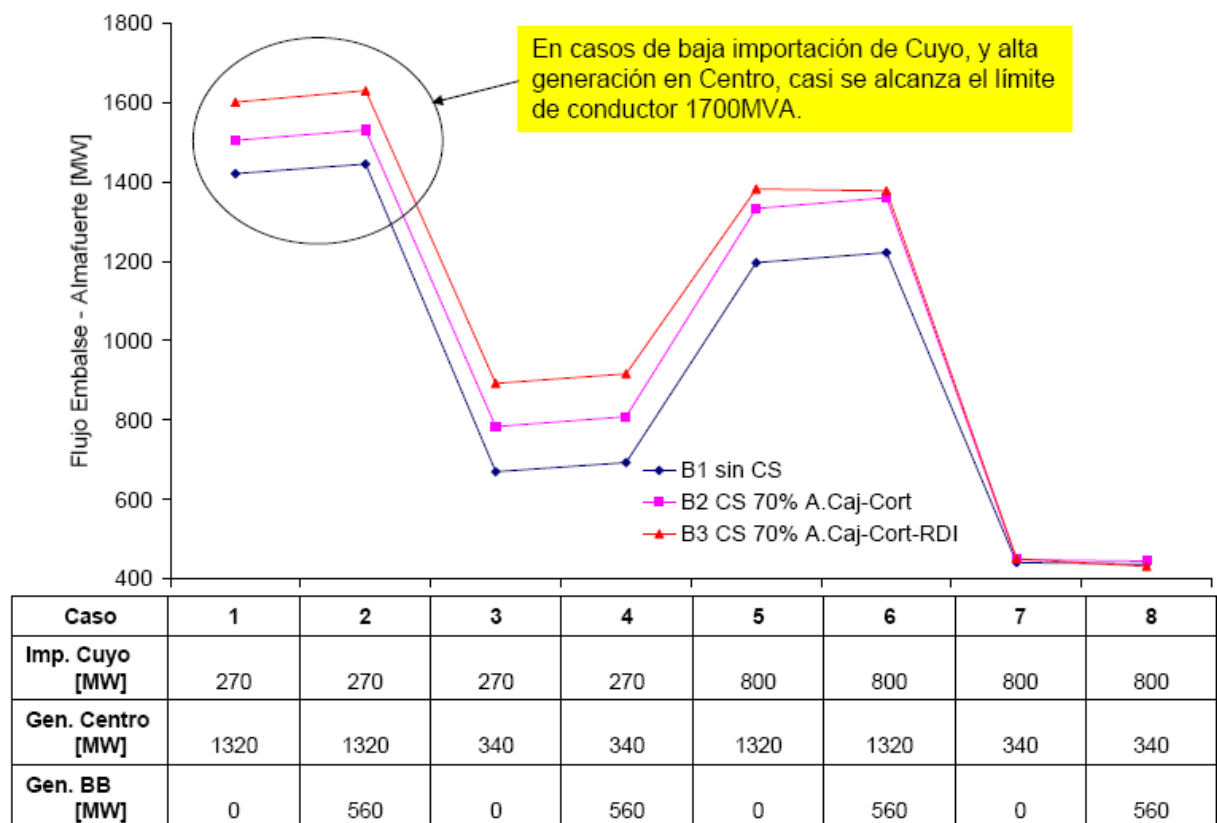 1800
1600
1400
1200
1000
800
600
400
Flujo Embalse - Almafuerte [MW]
En casos de baja importación de Cuyo, y alta
generación en Centro, casi se alcanza el límite
de conductor 1700MVA.
B1 sin CS
B2 CS 70% A.Caj-Cort
B3 CS 70% A.Caj-Cort-RDI
Caso 1 2 3 4 5 6 7 8
Imp. Cuyo
[MW] 270 270 270 270 800 800 800 800
Gen. Centro
[MW] 1320 1320 340 340 1320 1320 340 340
Gen. BB
[MW] 0 560 0 560 0 560 0 560